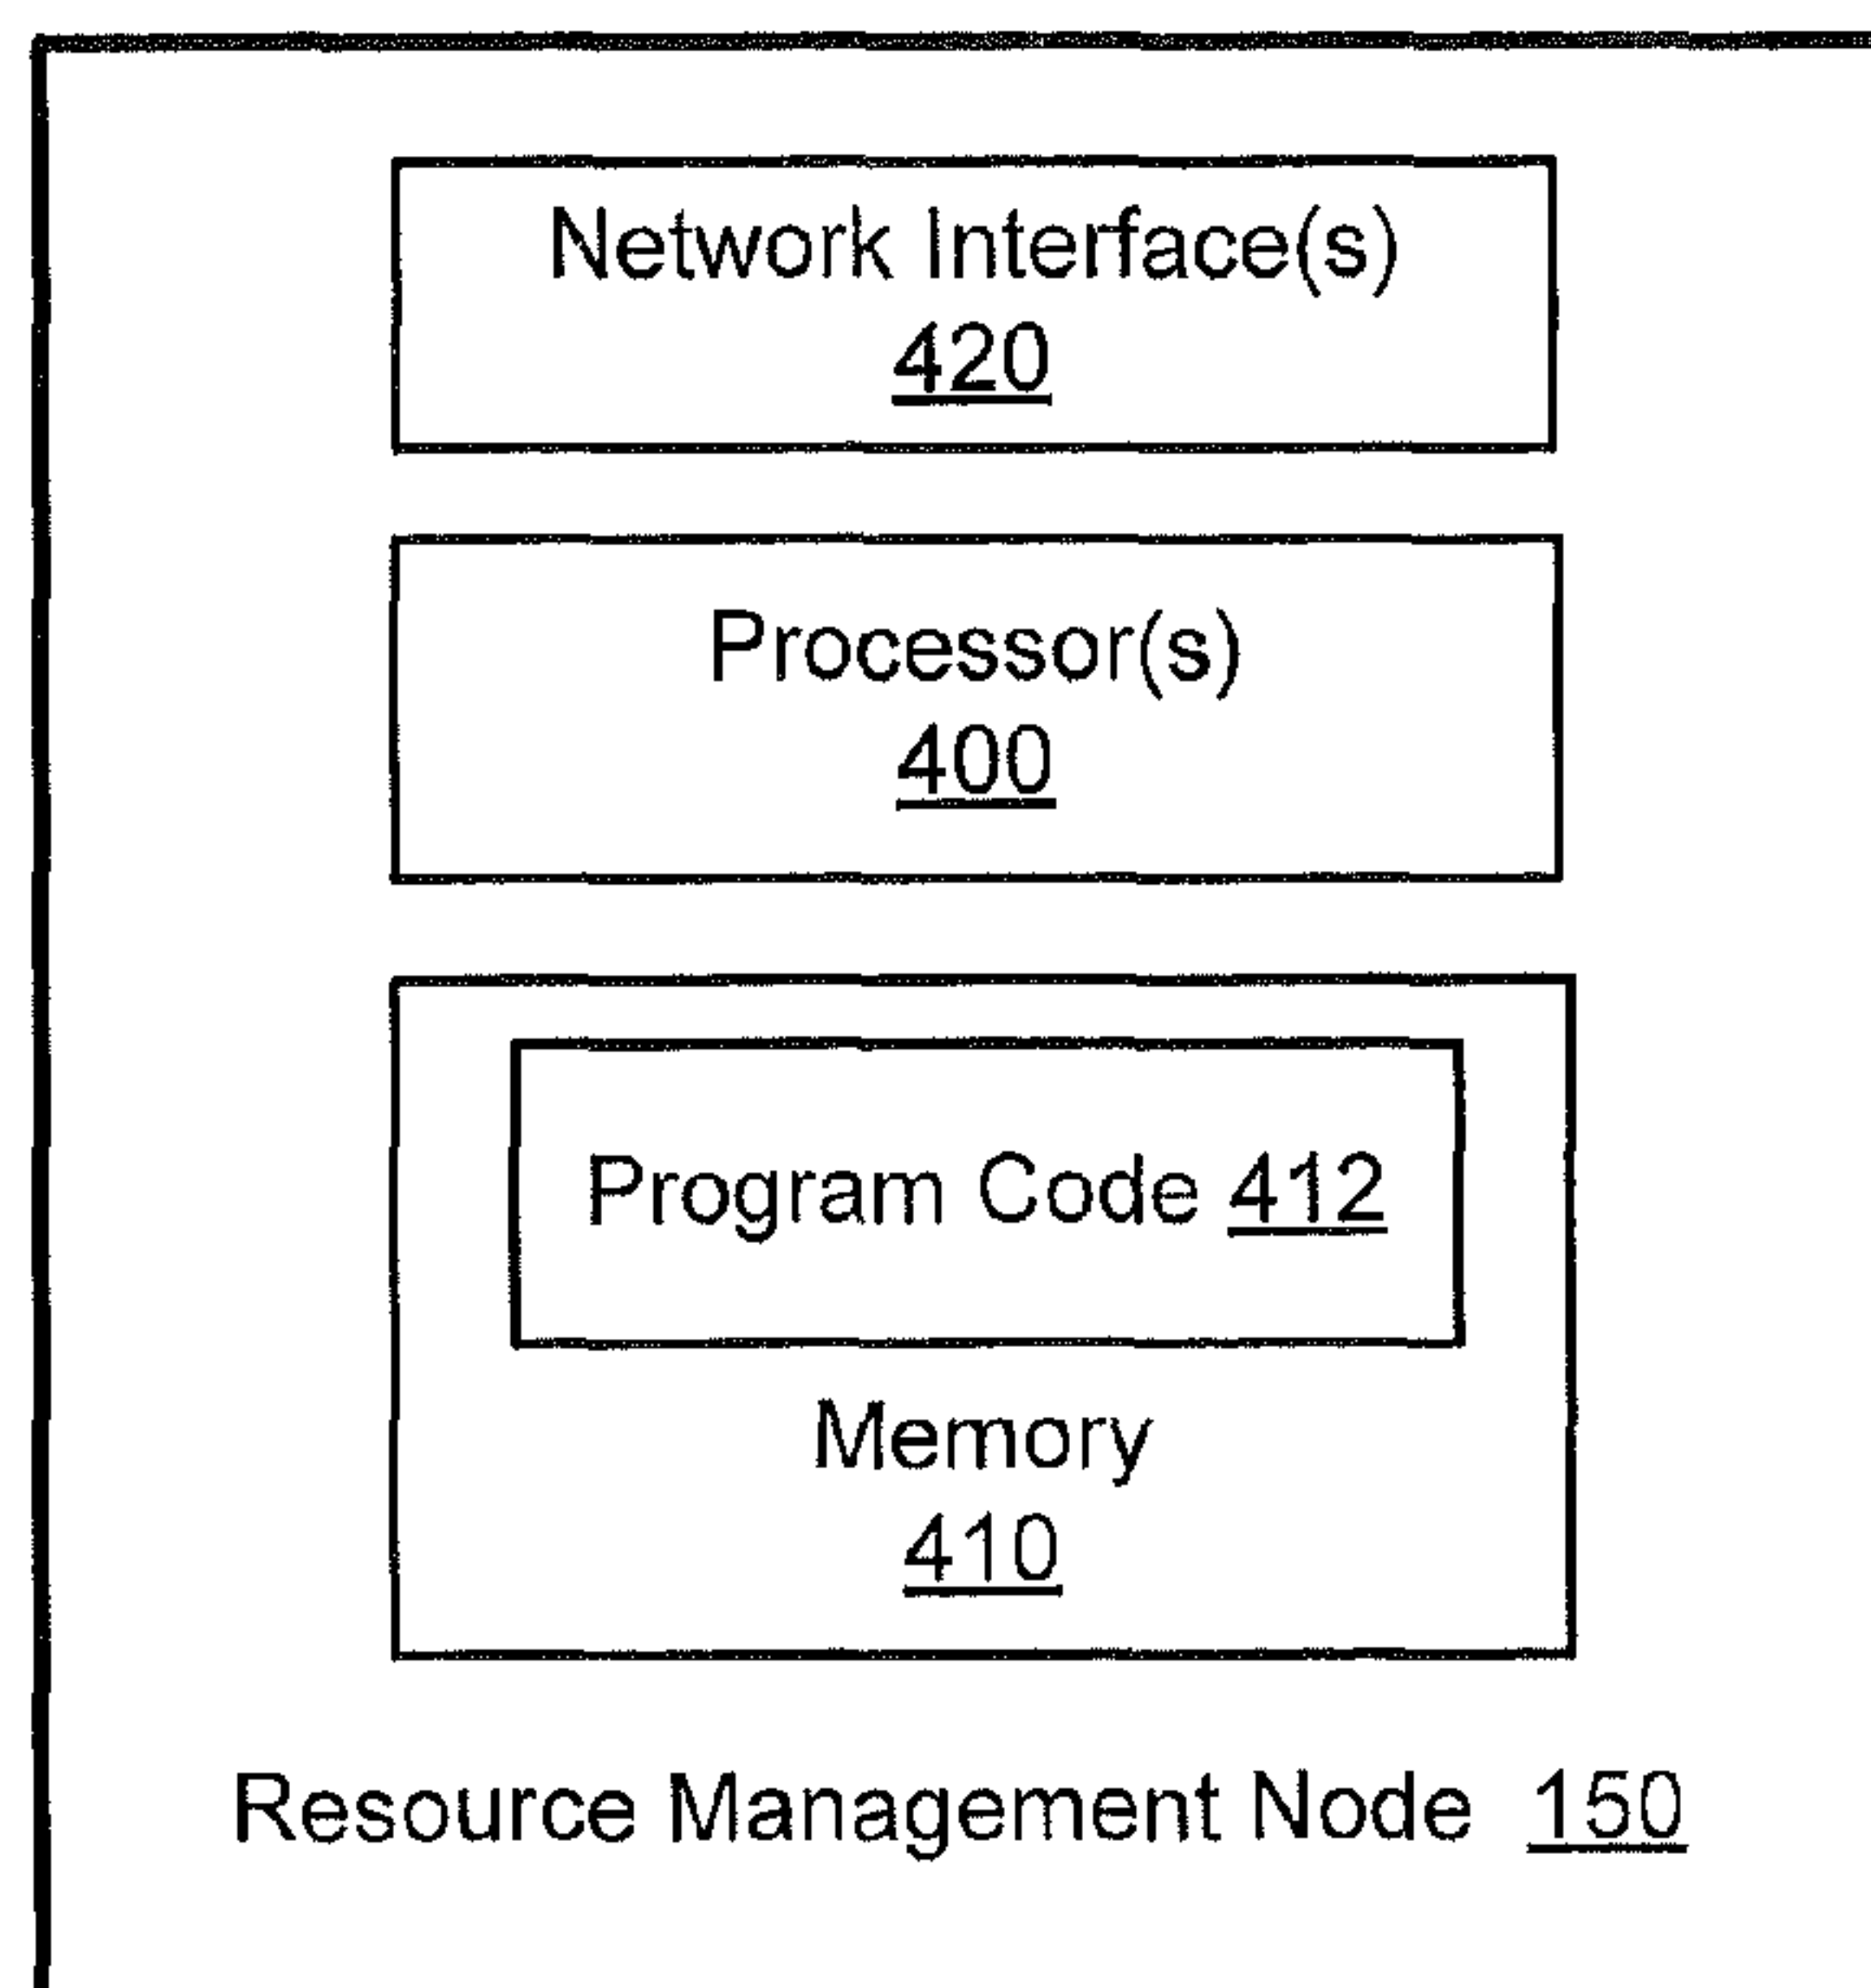 Network Interface(s)
420
Processor(s)
400
Program Code 412
Memory
410
Resource Management Node 150